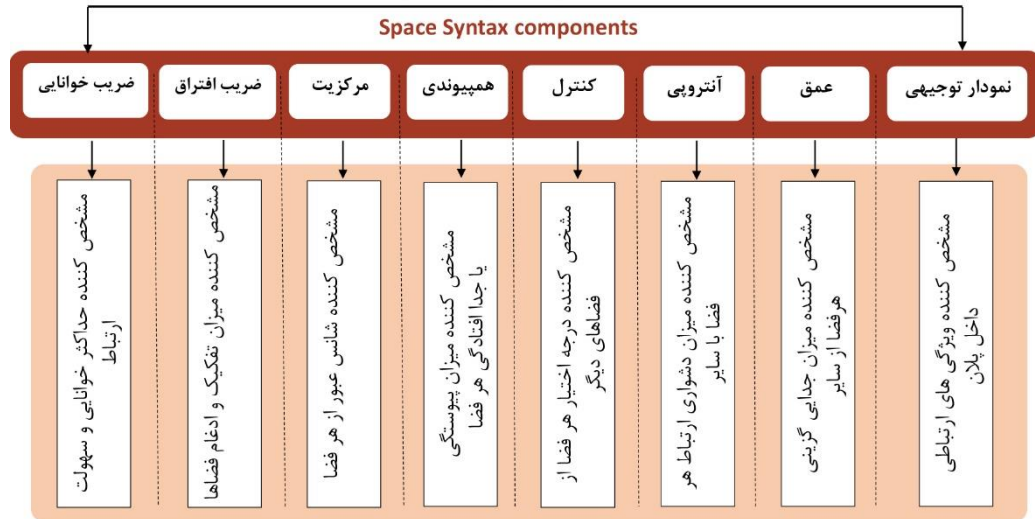 Space Syntax components
نمودار توجیهی
عمق
آنتروپی
کنترل
همپیوندی
مرکزیت
ضریب افتراق
ضریب خوانایی
مشخص کننده ویژگی های ارتباطی
داخل پلان
مشخص کننده میزان جدایی گزینی
هرفضا از سایر
مشخص کننده میزان دشواری ارتباط هر
فضا با سایر
مشخص کننده درجه اختیار هر فضا از
فضاهای دیگر
مشخص کننده میزان پیوستگی
یا جدا افتادگی هر فضا
مشخص کننده شانس عبور از هر فضا
مشخص کننده میزان تفکیک و ادغام فضاها
مشخص کننده حداکثر خوانایی و سهولت
ارتباط